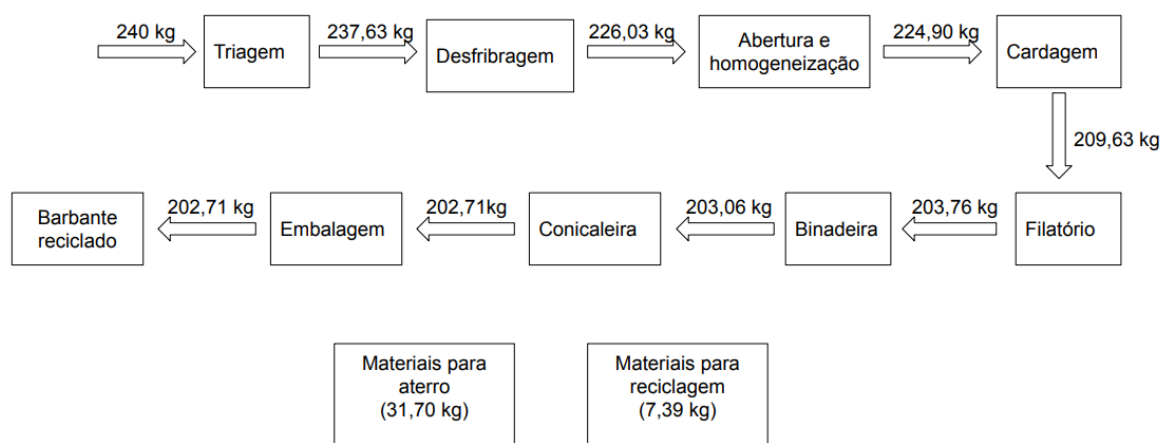 240 kg
Triagem
237,63 kg
Desfribragem
226,03 kg
Abertura e
homogeneização
224,90 kg
Cardagem
209,63 kg
Filatório
203,76 kg
Binadeira
203,06 kg
Conicaleira
202,71kg
Embalagem
202,71 kg
Barbante
reciclado
Materiais para
aterro
(31,70 kg)
Materiais para
reciclagem
(7,39 kg)